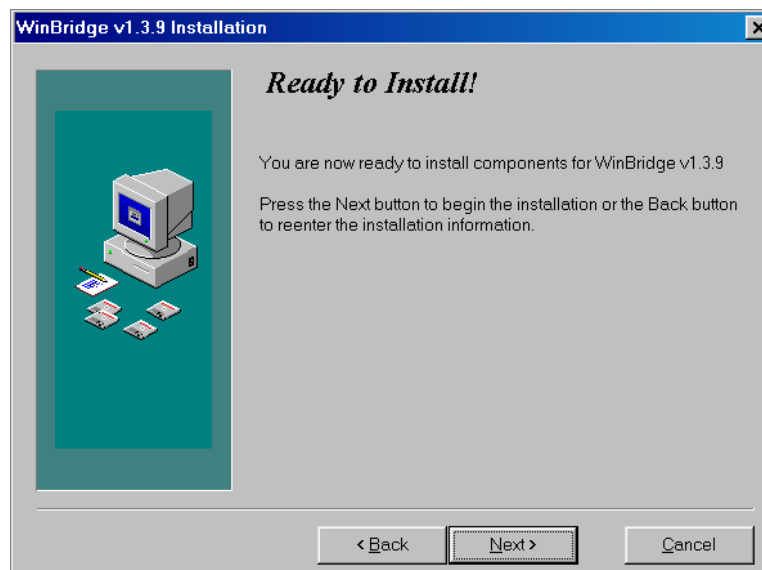 WinBridge v1.3.9 Installation
Ready to Install!
You are now ready to install components for WinBridge v1.3.9
Press the Next button to begin the installation or the Back button
to reenter the installation information.
< Back
Next >
Cancel